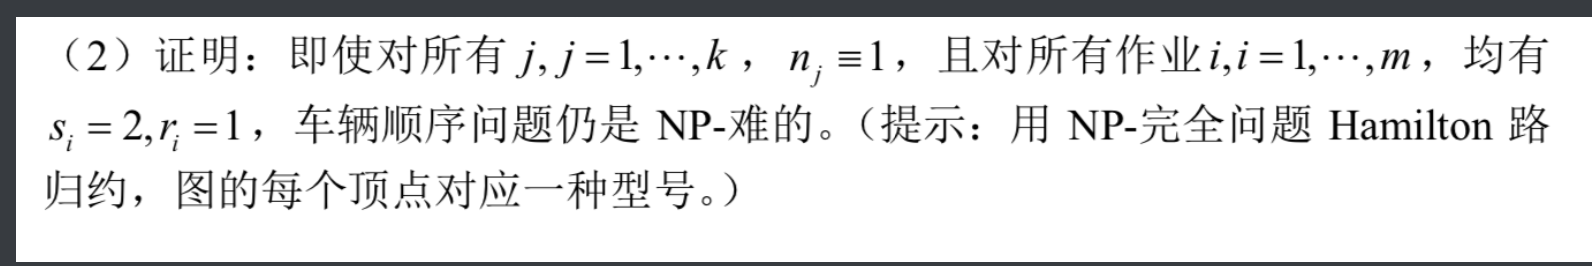 （2）证明：即使对所有 j, j = 1,⋯,k ， n_j ≡ 1，且对所有作业 i, i = 1,⋯,m ，均有
s_i = 2, r_i = 1，车辆顺序问题仍是 NP-难的。（提示：用 NP-完全问题 Hamilton 路
归约，图的每个顶点对应一种型号。）